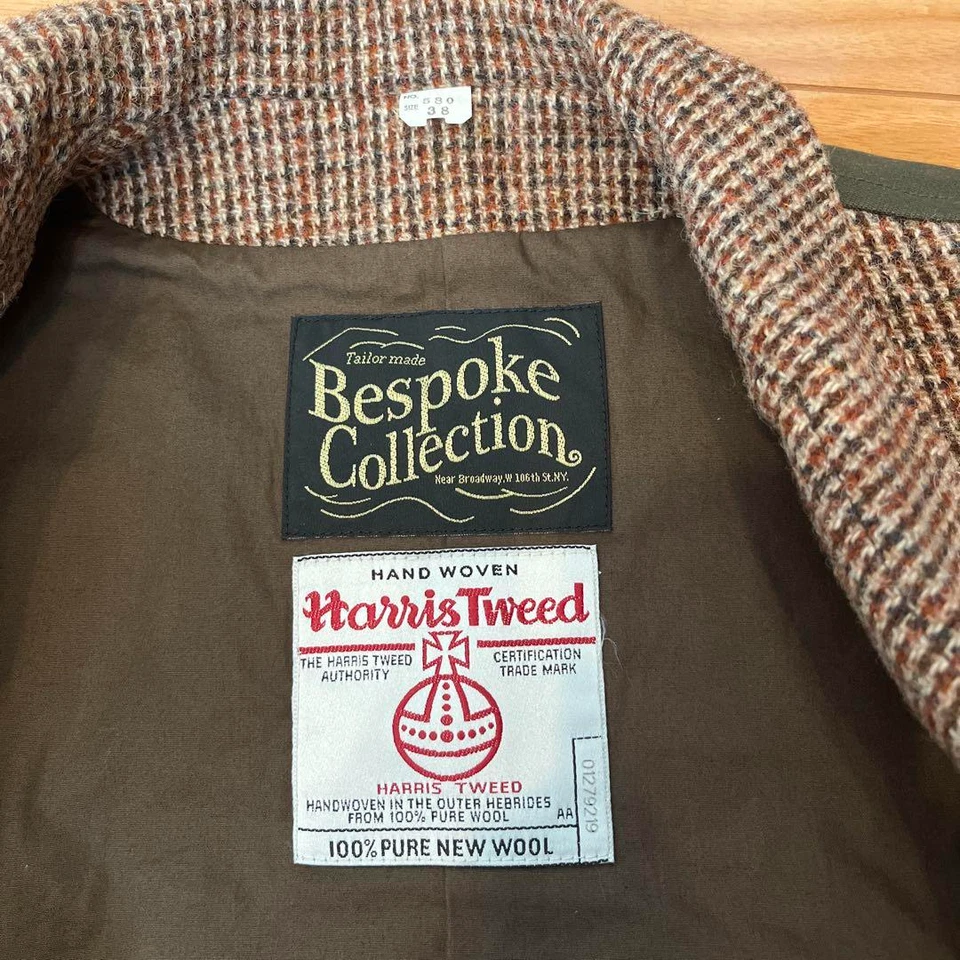 NO. 580
SIZE 38
Tailor made
Bespoke
Collection
Near Broadway.W 106th St.NY.
HAND WOVEN
Harris Tweed
THE HARRIS TWEED
AUTHORITY
CERTIFICATION
TRADE MARK
HARRIS TWEED
HANDWOVEN IN THE OUTER HEBRIDES
FROM 100% PURE WOOL
AA
01279219
100% PURE NEW WOOL